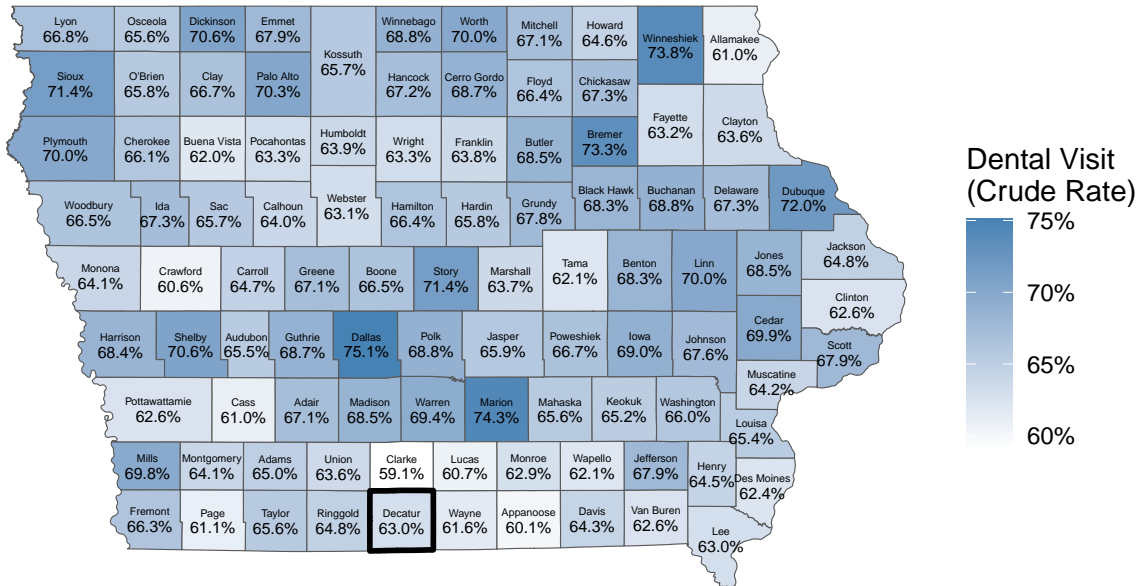 Lyon
66.8%
Osceola
65.6%
Dickinson
70.6%
Emmet
67.9%
Kossuth
65.7%
Winnebago
68.8%
Worth
70.0%
Mitchell
67.1%
Howard
64.6%
Winneshiek
73.8%
Allamakee
61.0%
Sioux
71.4%
O'Brien
65.8%
Clay
66.7%
Palo Alto
70.3%
Hancock
67.2%
Cerro Gordo
68.7%
Floyd
66.4%
Chickasaw
67.3%
Fayette
63.2%
Clayton
63.6%
Plymouth
70.0%
Cherokee
66.1%
Buena Vista
62.0%
Pocahontas
63.3%
Humboldt
63.9%
Wright
63.3%
Franklin
63.8%
Butler
68.5%
Bremer
73.3%
Woodbury
66.5%
Ida
67.3%
Sac
65.7%
Calhoun
64.0%
Webster
63.1%
Hamilton
66.4%
Hardin
65.8%
Grundy
67.8%
Black Hawk
68.3%
Buchanan
68.8%
Delaware
67.3%
Dubuque
72.0%
Monona
64.1%
Crawford
60.6%
Carroll
64.7%
Greene
67.1%
Boone
66.5%
Story
71.4%
Marshall
63.7%
Tama
62.1%
Benton
68.3%
Linn
70.0%
Jones
68.5%
Jackson
64.8%
Clinton
62.6%
Harrison
68.4%
Shelby
70.6%
Audubon
65.5%
Guthrie
68.7%
Dallas
75.1%
Polk
68.8%
Jasper
65.9%
Poweshiek
66.7%
Iowa
69.0%
Johnson
67.6%
Cedar
69.9%
Scott
67.9%
Muscatine
64.2%
Pottawattamie
62.6%
Cass
61.0%
Adair
67.1%
Madison
68.5%
Warren
69.4%
Marion
74.3%
Mahaska
65.6%
Keokuk
65.2%
Washington
66.0%
Louisa
65.4%
Mills
69.8%
Montgomery
64.1%
Adams
65.0%
Union
63.6%
Clarke
59.1%
Lucas
60.7%
Monroe
62.9%
Wapello
62.1%
Jefferson
67.9%
Henry
64.5%
Des Moines
62.4%
Fremont
66.3%
Page
61.1%
Taylor
65.6%
Ringgold
64.8%
Decatur
63.0%
Wayne
61.6%
Appanoose
60.1%
Davis
64.3%
Van Buren
62.6%
Lee
63.0%
Dental Visit
(Crude Rate)
75%
70%
65%
60%